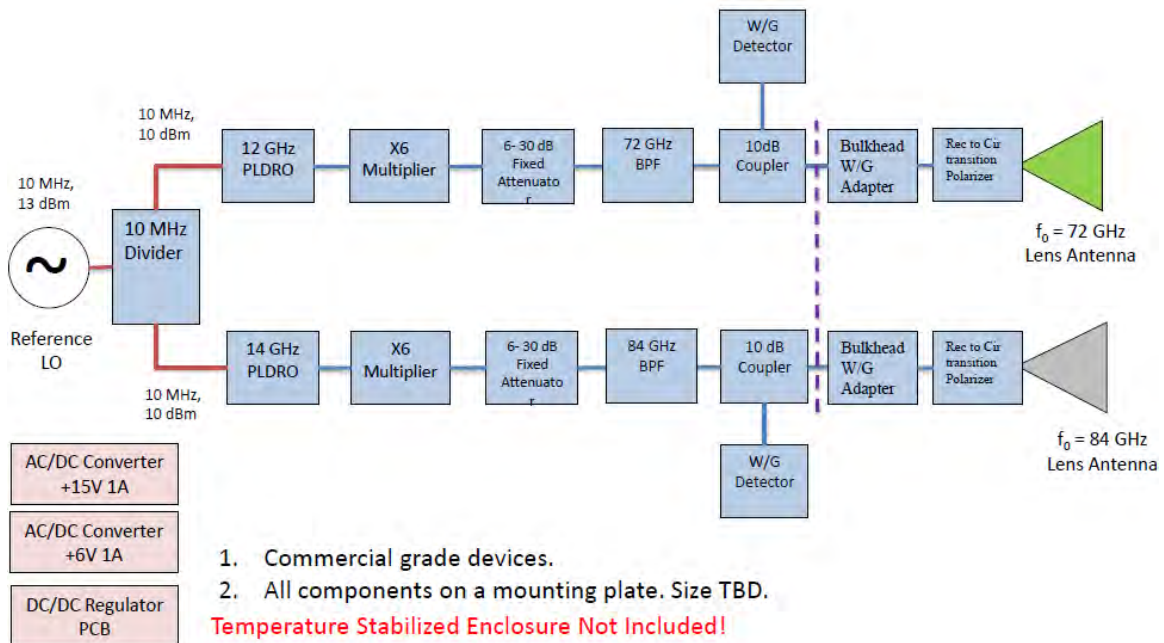 W/G
Detector
10 MHz,
10 dBm
12 GHz
PLDRO
X6
Multiplier
6- 30 dB
Fixed
Attenuato
r
72 GHz
BPF
10dB
Coupler
Bulkhead
W/G
Adapter
Rec to Cir
transition
Polarizer
10 MHz,
13 dBm
10 MHz
Divider
~
f0 = 72 GHz
Lens Antenna
Reference
LO
14 GHz
PLDRO
X6
Multiplier
6- 30 dB
Fixed
Attenuato
r
84 GHz
BPF
10 dB
Coupler
Bulkhead
W/G
Adapter
Rec to Cir
transition
Polarizer
10 MHz,
10 dBm
f0 = 84 GHz
Lens Antenna
W/G
Detector
AC/DC Converter
+15V 1A
AC/DC Converter
+6V 1A
DC/DC Regulator
PCB
1. Commercial grade devices.
2. All components on a mounting plate. Size TBD.
Temperature Stabilized Enclosure Not Included!